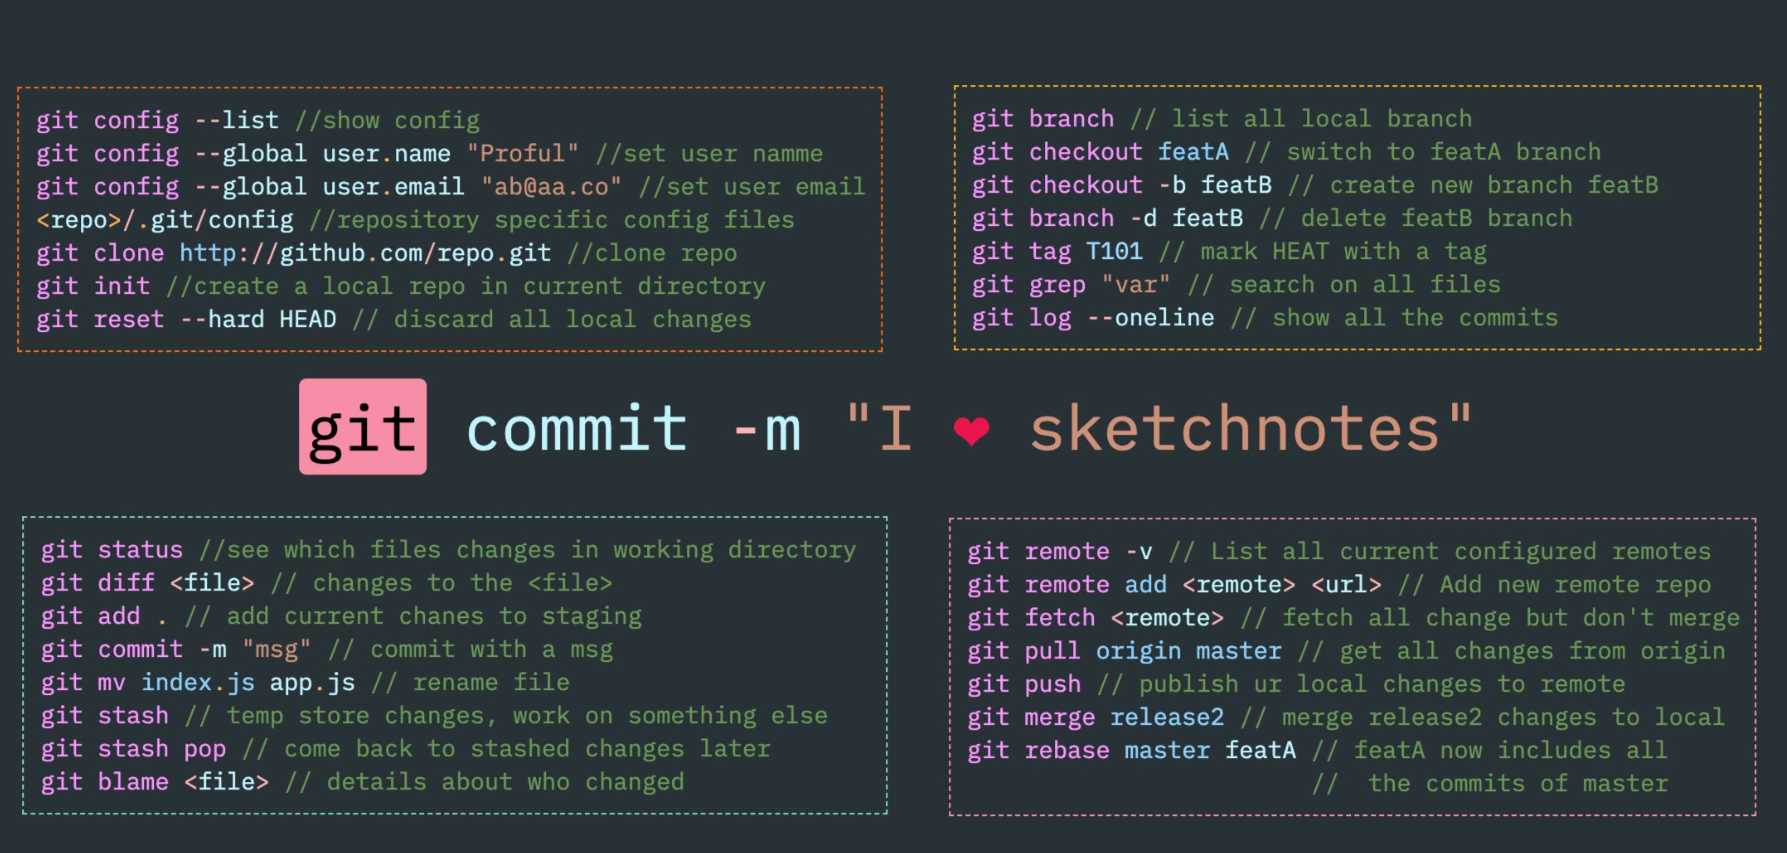 git config --list //show config
git config --global user.name "Proful" //set user namme
git config --global user.email "ab@aa.co" //set user email
<repo>/.git/config //repository specific config files
git clone http://github.com/repo.git //clone repo
git init //create a local repo in current directory
git reset --hard HEAD // discard all local changes
git branch // list all local branch
git checkout featA // switch to featA branch
git checkout -b featB // create new branch featB
git branch -d featB // delete featB branch
git tag T101 // mark HEAT with a tag
git grep "var" // search on all files
git log --oneline // show all the commits
git commit -m "I ❤ sketchnotes"
git status //see which files changes in working directory
git diff <file> // changes to the <file>
git add . // add current chanes to staging
git commit -m "msg" // commit with a msg
git mv index.js app.js // rename file
git stash // temp store changes, work on something else
git stash pop // come back to stashed changes later
git blame <file> // details about who changed
git remote -v // List all current configured remotes
git remote add <remote> <url> // Add new remote repo
git fetch <remote> // fetch all change but don't merge
git pull origin master // get all changes from origin
git push // publish ur local changes to remote
git merge release2 // merge release2 changes to local
git rebase master featA // featA now includes all
// the commits of master